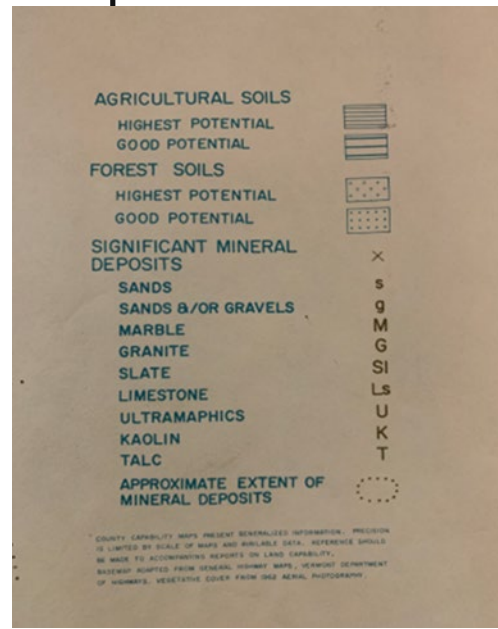 AGRICULTURAL SOILS
HIGHEST POTENTIAL
GOOD POTENTIAL
FOREST SOILS
HIGHEST POTENTIAL
GOOD POTENTIAL
SIGNIFICANT MINERAL X
DEPOSITS
SANDS s
SANDS &/OR GRAVELS g
MARBLE M
GRANITE G
SLATE Sl
LIMESTONE Ls
ULTRAMAPHICS U
KAOLIN K
TALC T
APPROXIMATE EXTENT OF
MINERAL DEPOSITS
COUNTY CAPABILITY MAPS PRESENT GENERALIZED INFORMATION. PRECISION
IS LIMITED BY SCALE OF MAPS AND AVAILABLE DATA. REFERENCE SHOULD
BE MADE TO ACCOMPANYING REPORTS ON LAND CAPABILITY.
BASEMAP ADAPTED FROM GENERAL HIGHWAY MAPS, VERMONT DEPARTMENT
OF HIGHWAYS. VEGETATIVE COVER FROM 1962 AERIAL PHOTOGRAPHY.